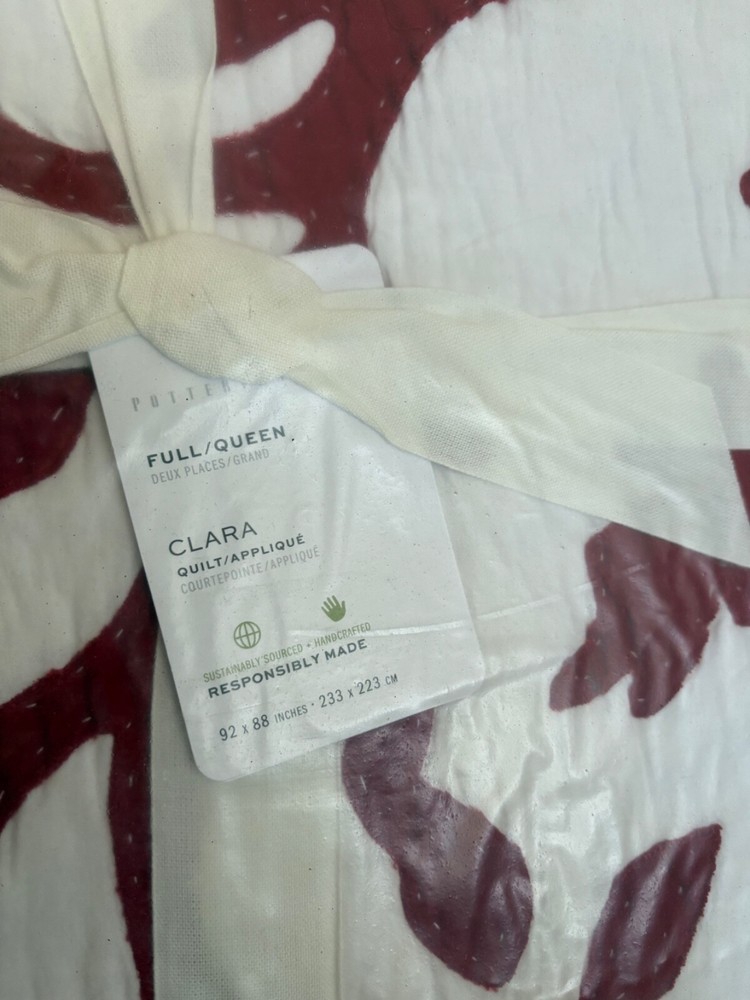 POTTER
FULL/QUEEN
DEUX PLACES/GRAND
CLARA
QUILT/APPLIQUÉ
COURTEPOINTE/APPLIQUÉ
SUSTAINABLY SOURCED • HANDCRAFTED
RESPONSIBLY MADE
92 x 88 INCHES • 233 x 223 CM